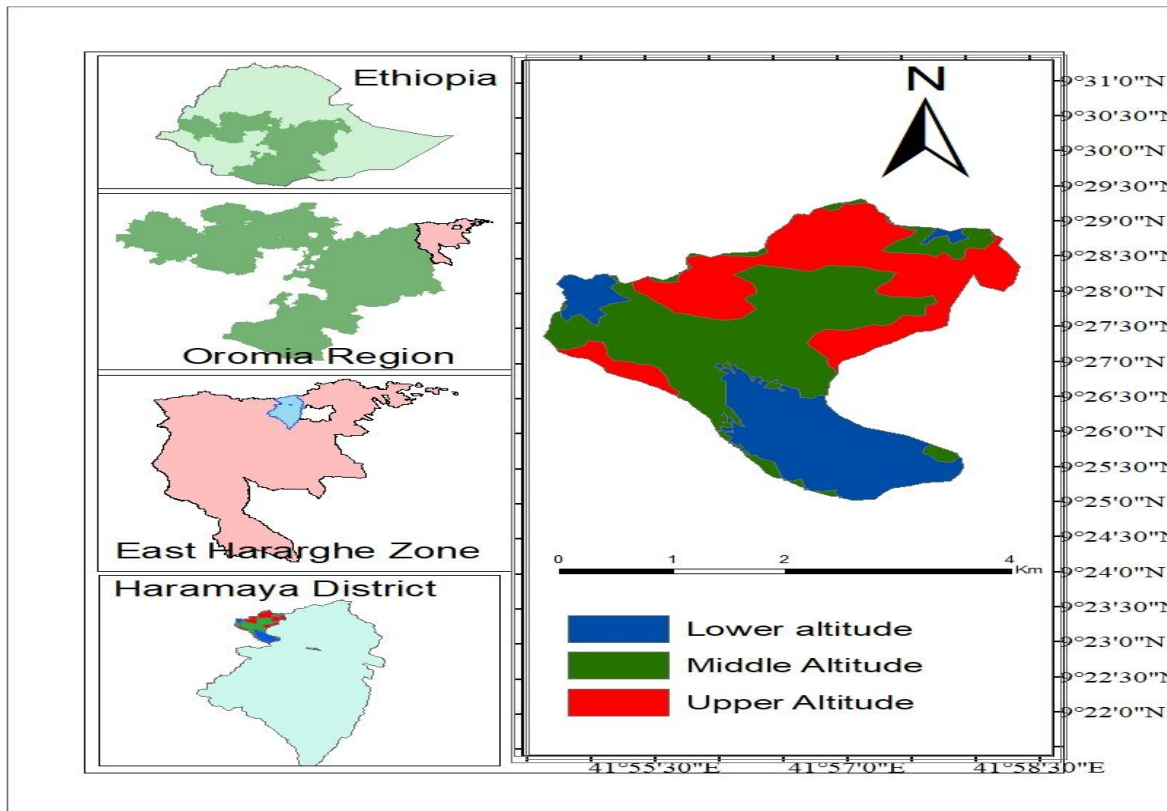 Ethiopia
Oromia Region
East Hararghe Zone
Haramaya District
N
9°31'0"N
9°30'30"N
9°30'0"N
9°29'30"N
9°29'0"N
9°28'30"N
9°28'0"N
9°27'30"N
9°27'0"N
9°26'30"N
9°26'0"N
9°25'30"N
9°25'0"N
9°24'30"N
9°24'0"N
9°23'30"N
9°23'0"N
9°22'30"N
9°22'0"N
0 1 2 4
Km
Lower altitude
Middle Altitude
Upper Altitude
41°55'30"E 41°57'0"E 41°58'30"E